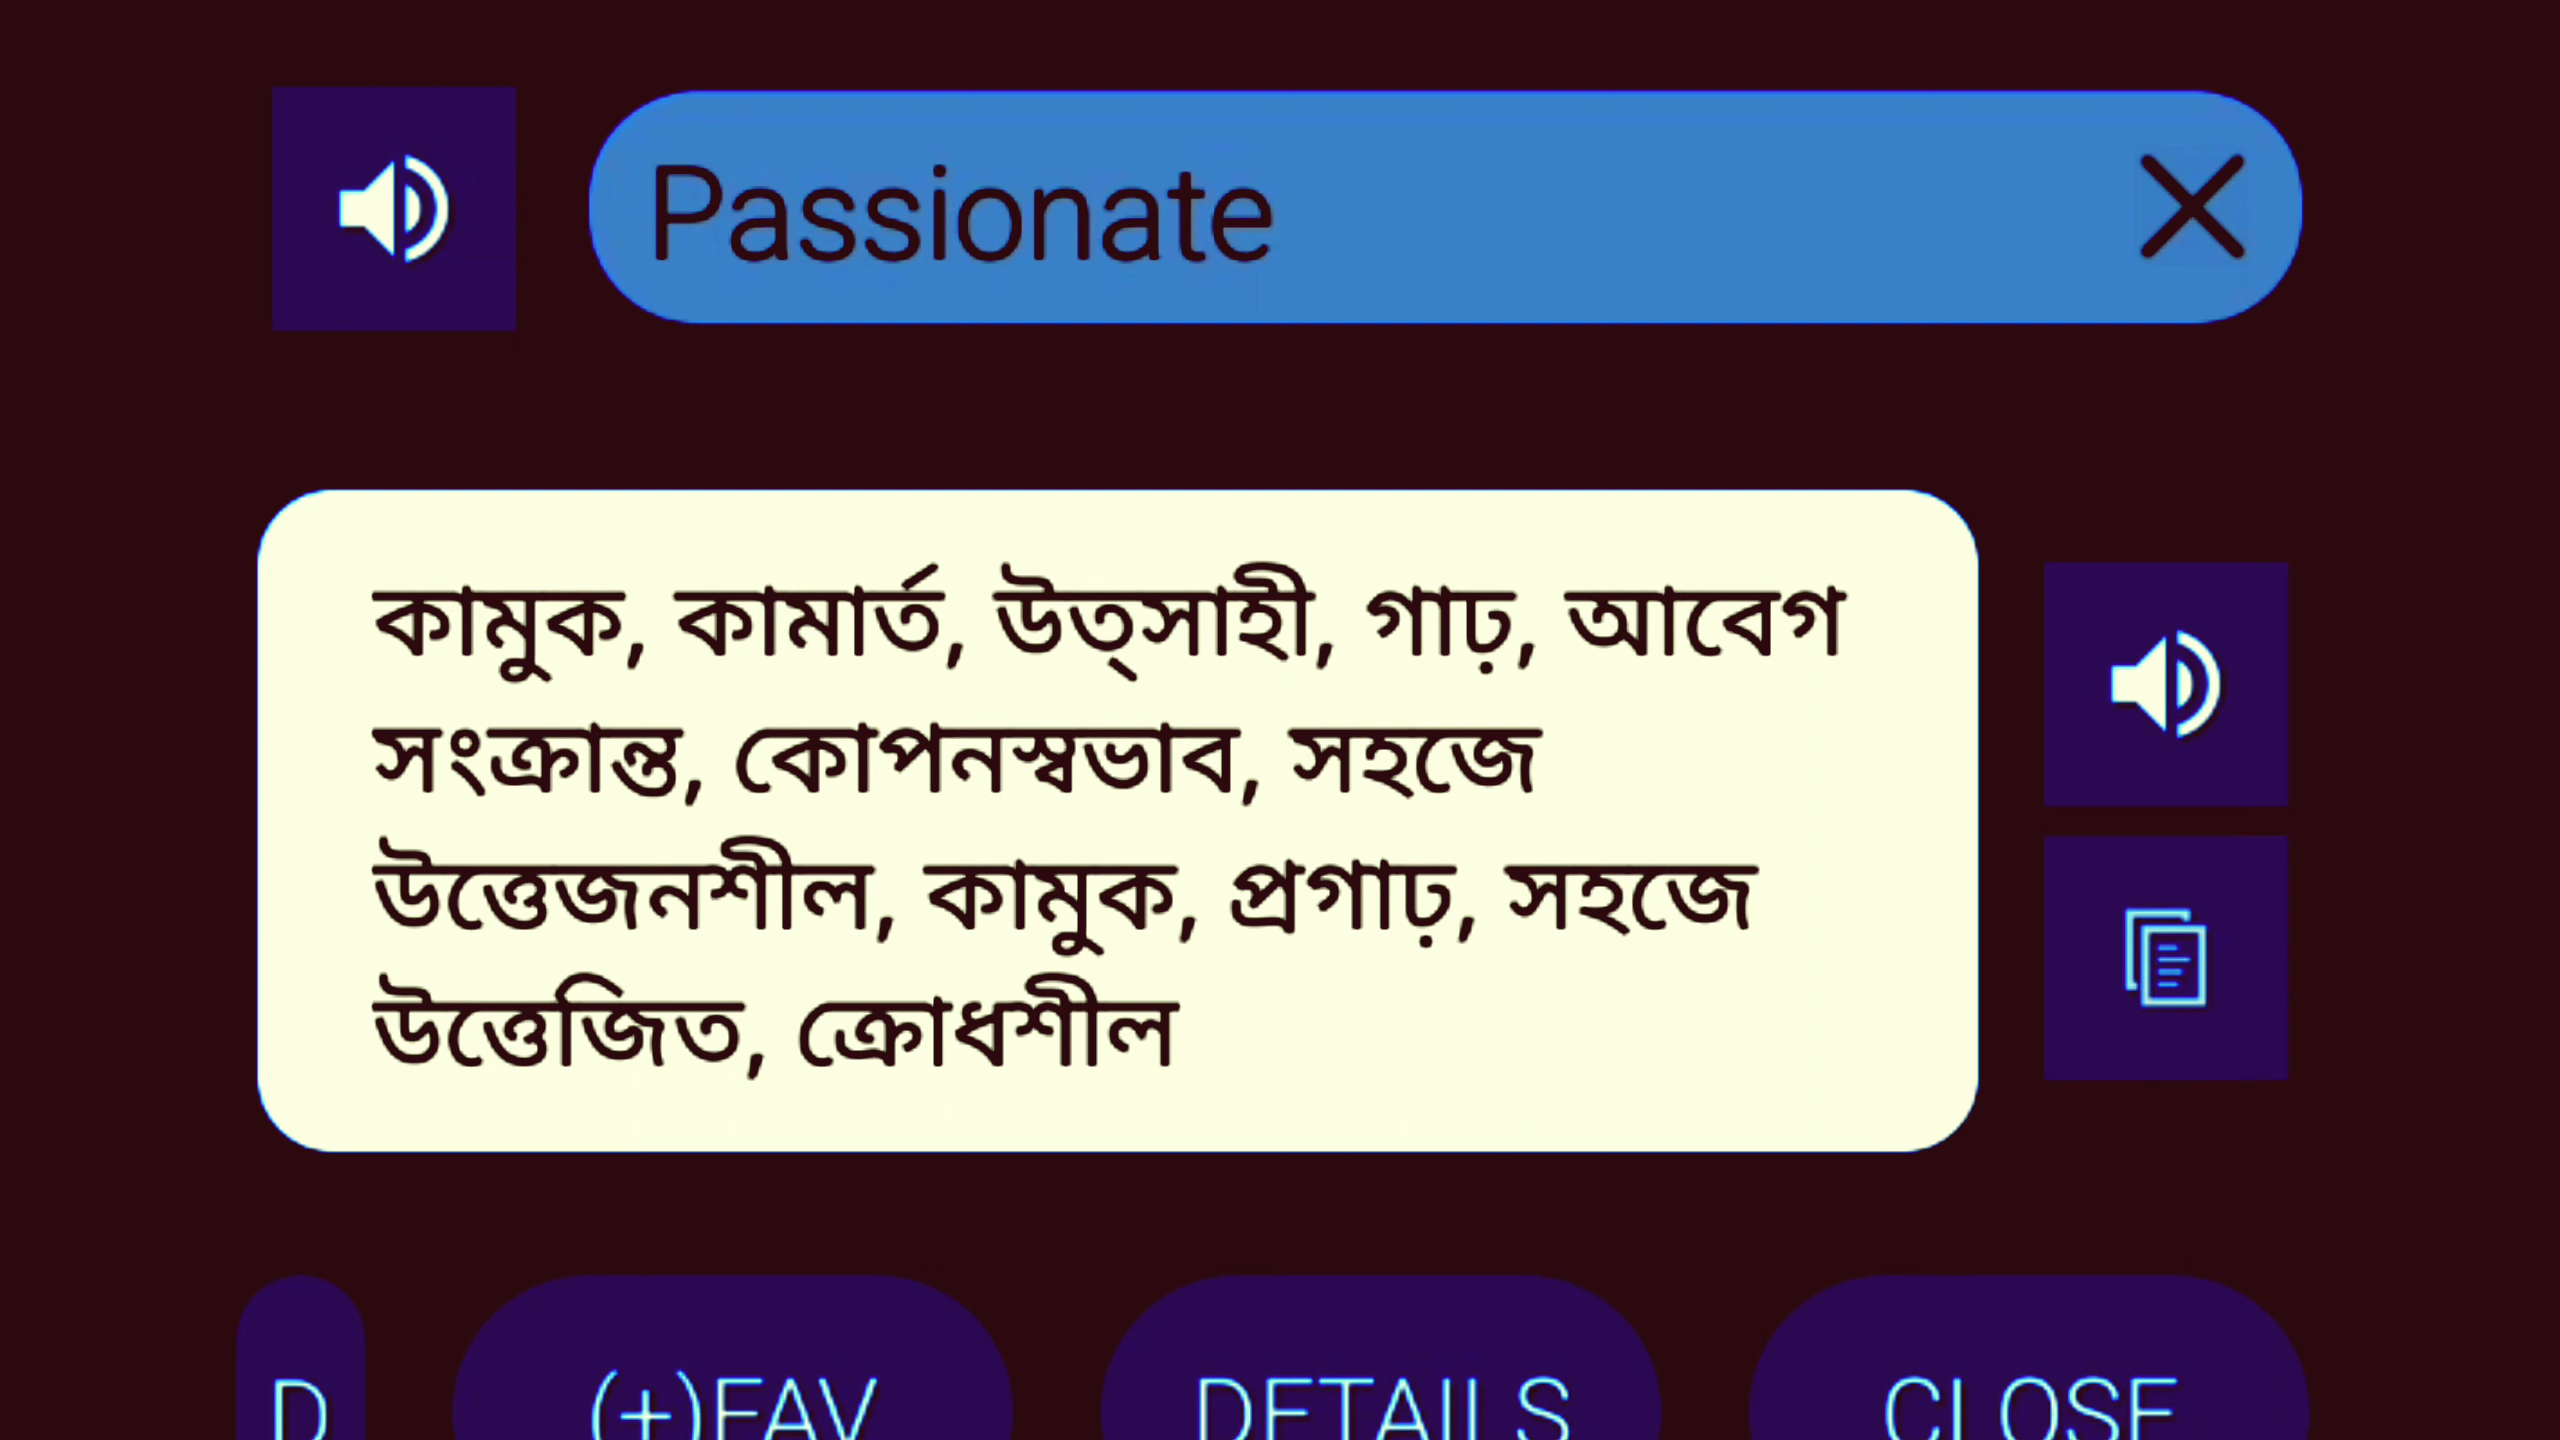 Passionate
কামুক, কামার্ত, উত্সাহী, গাঢ়, আবেগ
সংক্রান্ত, কোপনস্বভাব, সহজে
উত্তেজনশীল, কামুক, প্রগাঢ়, সহজে
উত্তেজিত, ক্রোধশীল
D (+)FAV DETAILS CLOSE